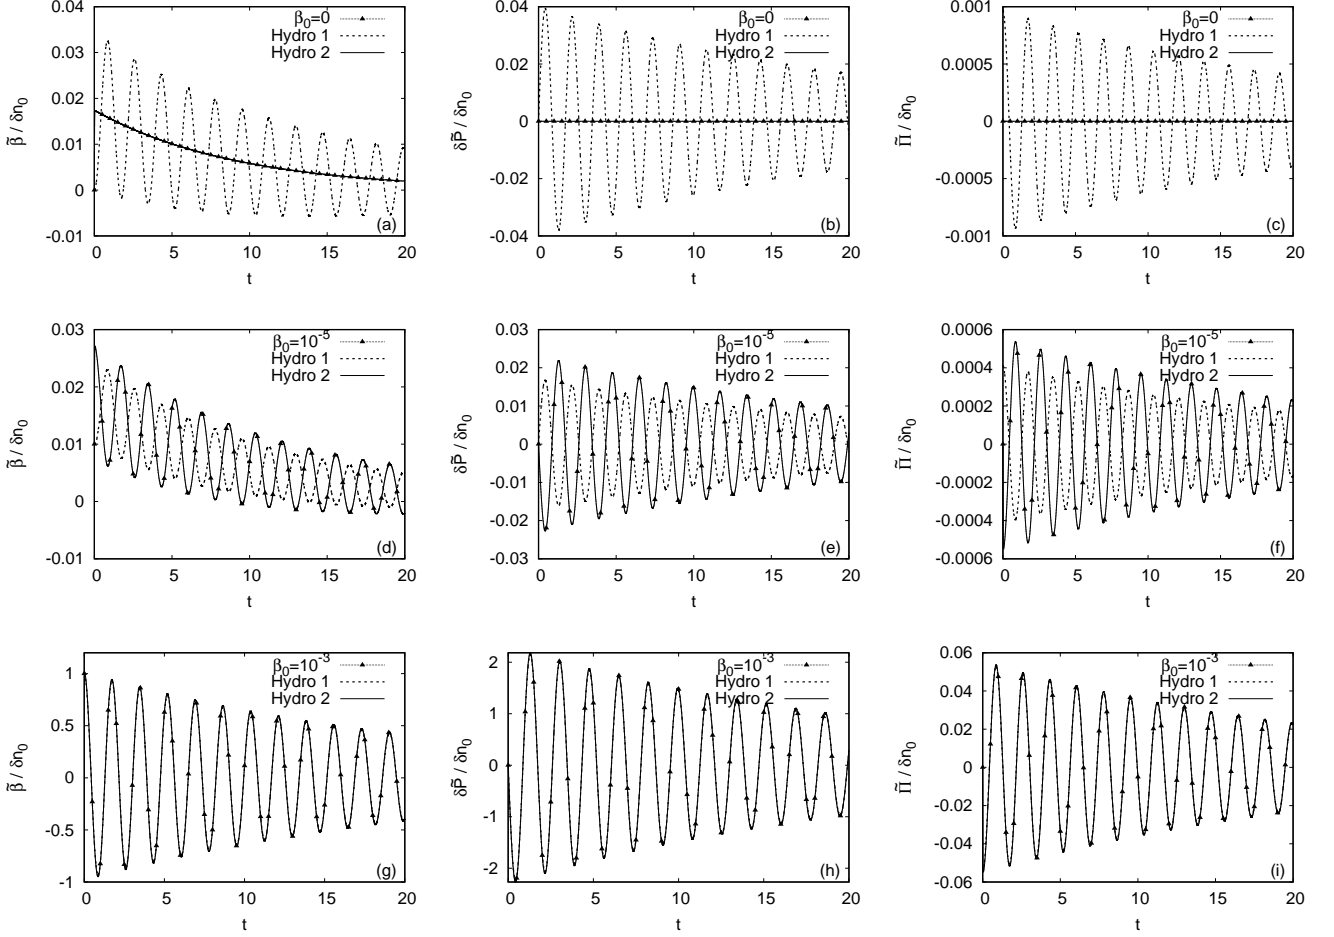 0.04
0.03
0.02
0.01
0
-0.01
0 5 10 15 20
β̃ / δn₀
t
β₀=0
Hydro 1
Hydro 2
(a)
0.04
0.02
0
-0.02
-0.04
0 5 10 15 20
δP̃ / δn₀
t
β₀=0
Hydro 1
Hydro 2
(b)
0.001
0.0005
0
-0.0005
-0.001
0 5 10 15 20
Π̃ / δn₀
t
β₀=0
Hydro 1
Hydro 2
(c)
0.03
0.02
0.01
0
-0.01
0 5 10 15 20
β̃ / δn₀
t
β₀=10⁻⁵
Hydro 1
Hydro 2
(d)
0.03
0.02
0.01
0
-0.01
-0.02
-0.03
0 5 10 15 20
δP̃ / δn₀
t
β₀=10⁻⁵
Hydro 1
Hydro 2
(e)
0.0006
0.0004
0.0002
0
-0.0002
-0.0004
-0.0006
0 5 10 15 20
Π̃ / δn₀
t
β₀=10⁻⁵
Hydro 1
Hydro 2
(f)
1
0.5
0
-0.5
-1
0 5 10 15 20
β̃ / δn₀
t
β₀=10⁻³
Hydro 1
Hydro 2
(g)
2
1
0
-1
-2
0 5 10 15 20
δP̃ / δn₀
t
β₀=10⁻³
Hydro 1
Hydro 2
(h)
0.06
0.04
0.02
0
-0.02
-0.04
-0.06
0 5 10 15 20
Π̃ / δn₀
t
β₀=10⁻³
Hydro 1
Hydro 2
(i)